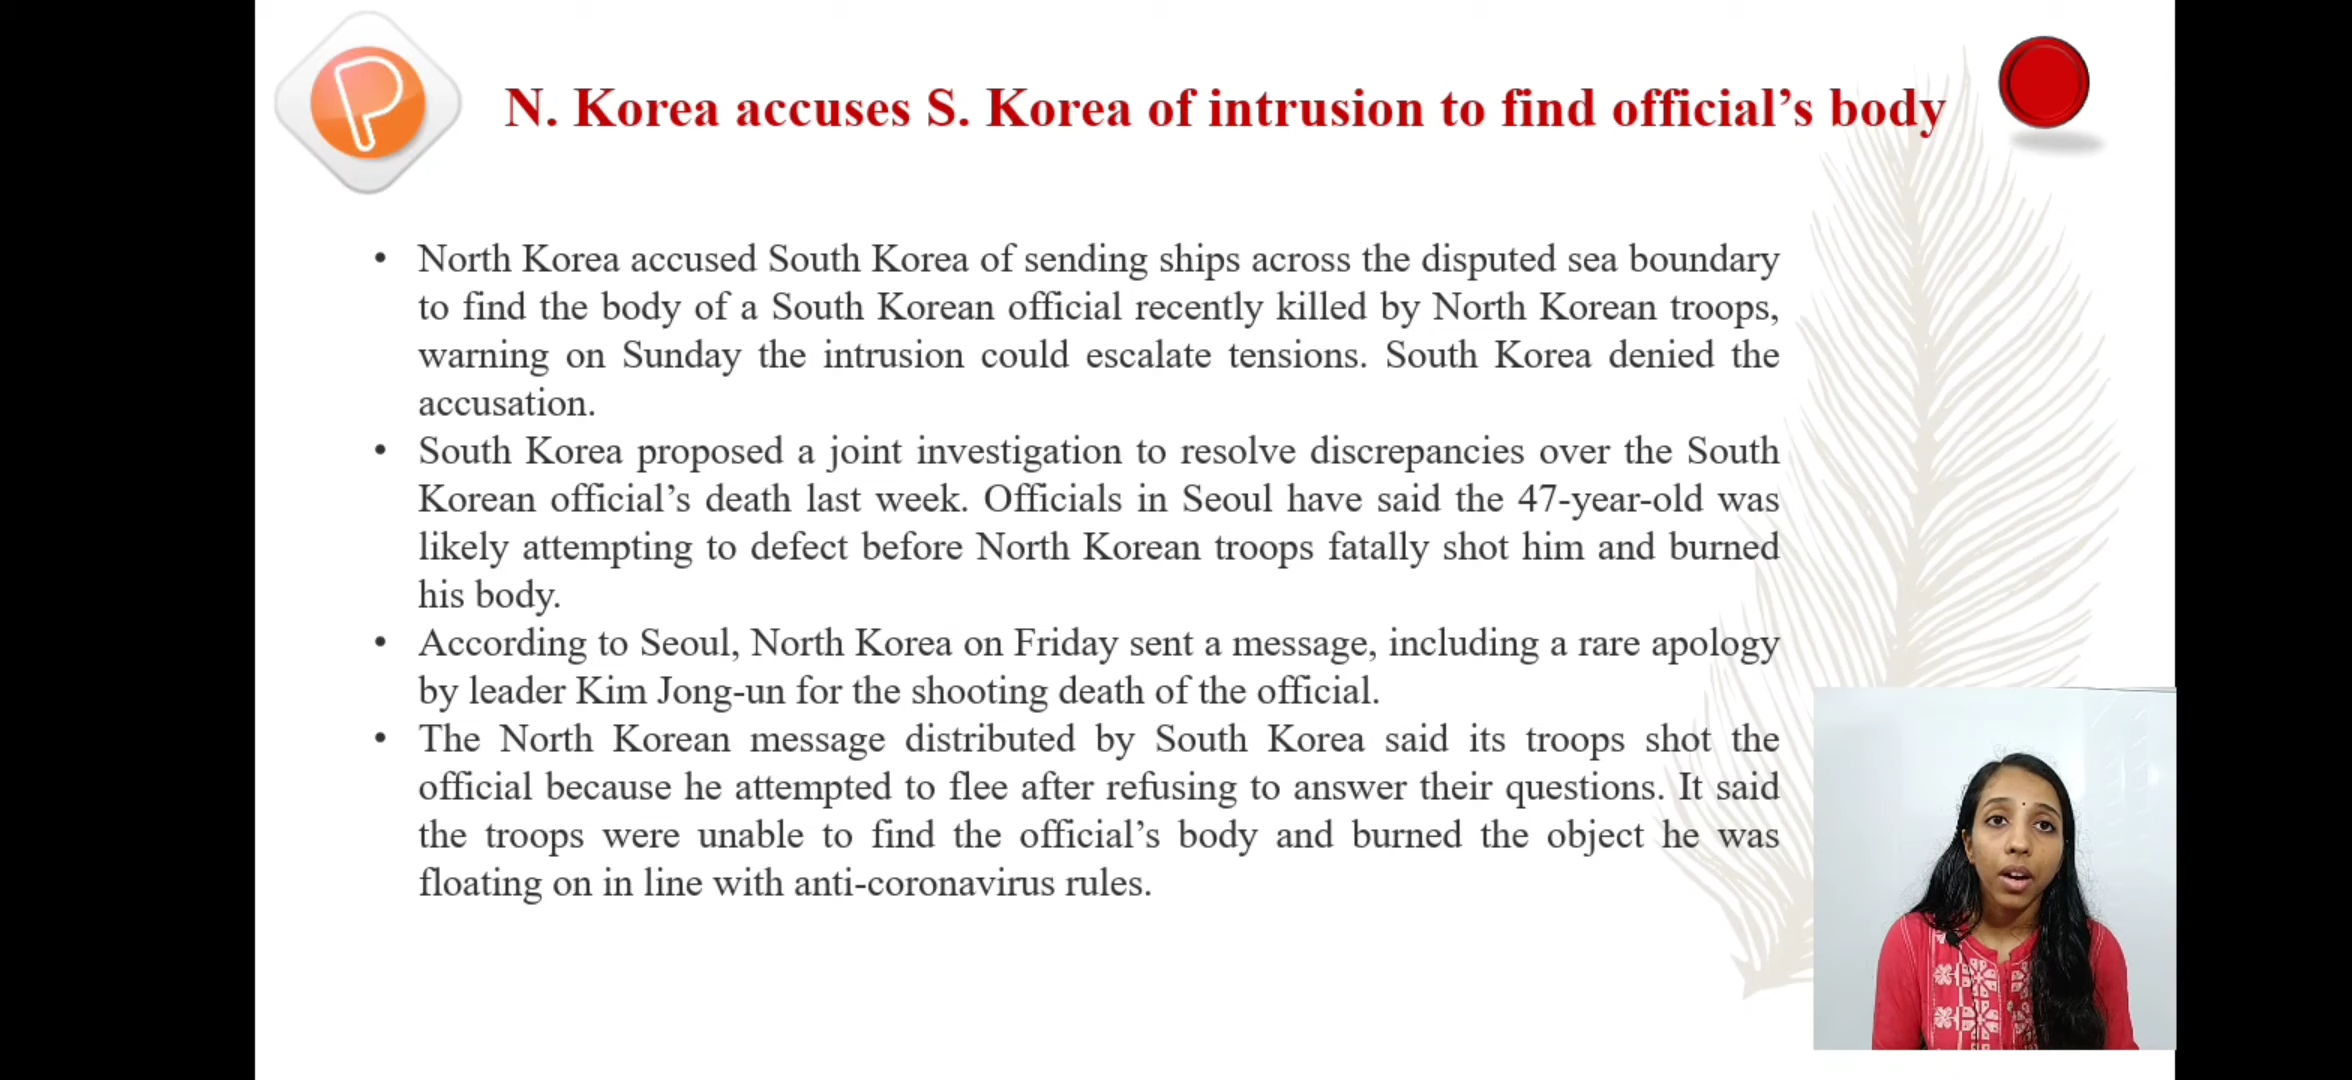 N. Korea accuses S. Korea of intrusion to find official’s body
• North Korea accused South Korea of sending ships across the disputed sea boundary
to find the body of a South Korean official recently killed by North Korean troops,
warning on Sunday the intrusion could escalate tensions. South Korea denied the
accusation.
• South Korea proposed a joint investigation to resolve discrepancies over the South
Korean official’s death last week. Officials in Seoul have said the 47-year-old was
likely attempting to defect before North Korean troops fatally shot him and burned
his body.
• According to Seoul, North Korea on Friday sent a message, including a rare apology
by leader Kim Jong-un for the shooting death of the official.
• The North Korean message distributed by South Korea said its troops shot the
official because he attempted to flee after refusing to answer their questions. It said
the troops were unable to find the official’s body and burned the object he was
floating on in line with anti-coronavirus rules.